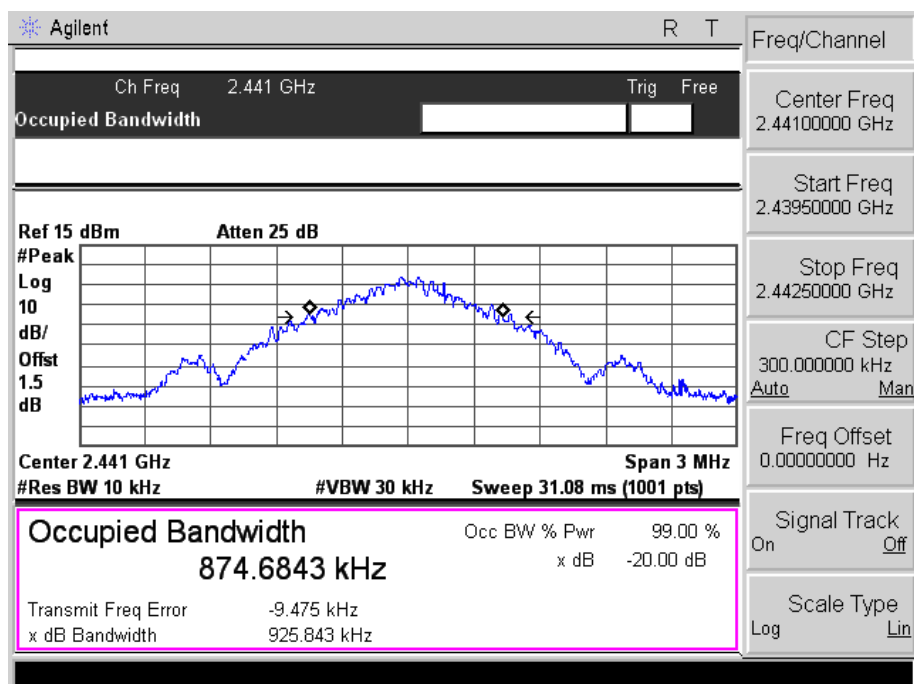 Agilent R T
Ch Freq 2.441 GHz Trig Free
Occupied Bandwidth
Ref 15 dBm Atten 25 dB
#Peak
Log
10
dB/
Offst
1.5
dB
Center 2.441 GHz Span 3 MHz
#Res BW 10 kHz #VBW 30 kHz Sweep 31.08 ms (1001 pts)
Occupied Bandwidth Occ BW % Pwr 99.00 %
874.6843 kHz x dB -20.00 dB
Transmit Freq Error -9.475 kHz
x dB Bandwidth 925.843 kHz
Freq/Channel
Center Freq
2.44100000 GHz
Start Freq
2.43950000 GHz
Stop Freq
2.44250000 GHz
CF Step
300.000000 kHz
Auto Man
Freq Offset
0.00000000 Hz
Signal Track
On Off
Scale Type
Log Lin